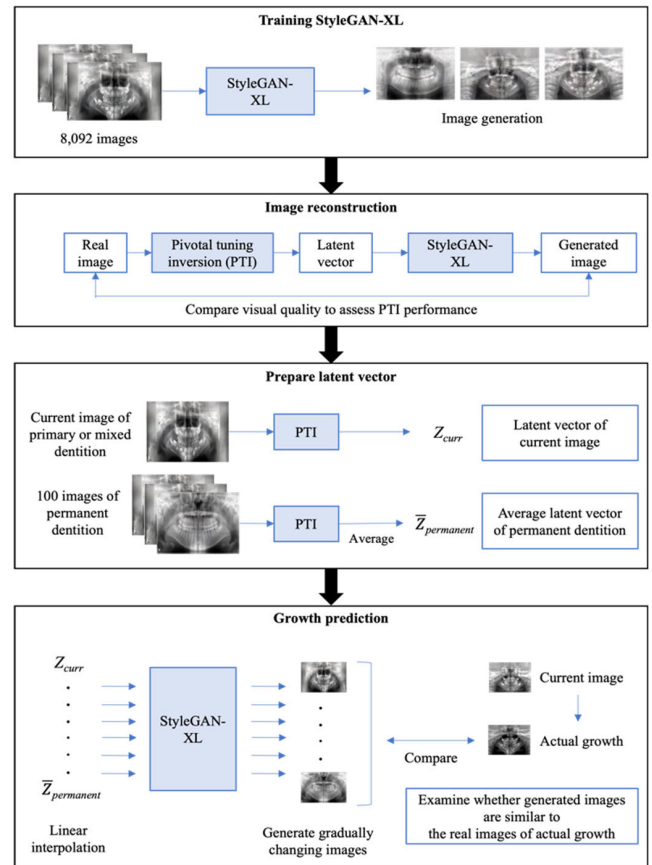 Training StyleGAN-XL
8,092 images
StyleGAN-
XL
Image generation
Image reconstruction
Real
image
Pivotal tuning
inversion (PTI)
Latent
vector
StyleGAN-
XL
Generated
image
Compare visual quality to assess PTI performance
Prepare latent vector
Current image of
primary or mixed
dentition
PTI
Z_curr
Latent vector of
current image
100 images of
permanent
dentition
PTI
Average
Z̅_permanent
Average latent vector
of permanent dentition
Growth prediction
Z_curr
Z̅_permanent
Linear
interpolation
StyleGAN-
XL
Generate gradually
changing images
Compare
Current image
Actual growth
Examine whether generated images
are similar to
the real images of actual growth